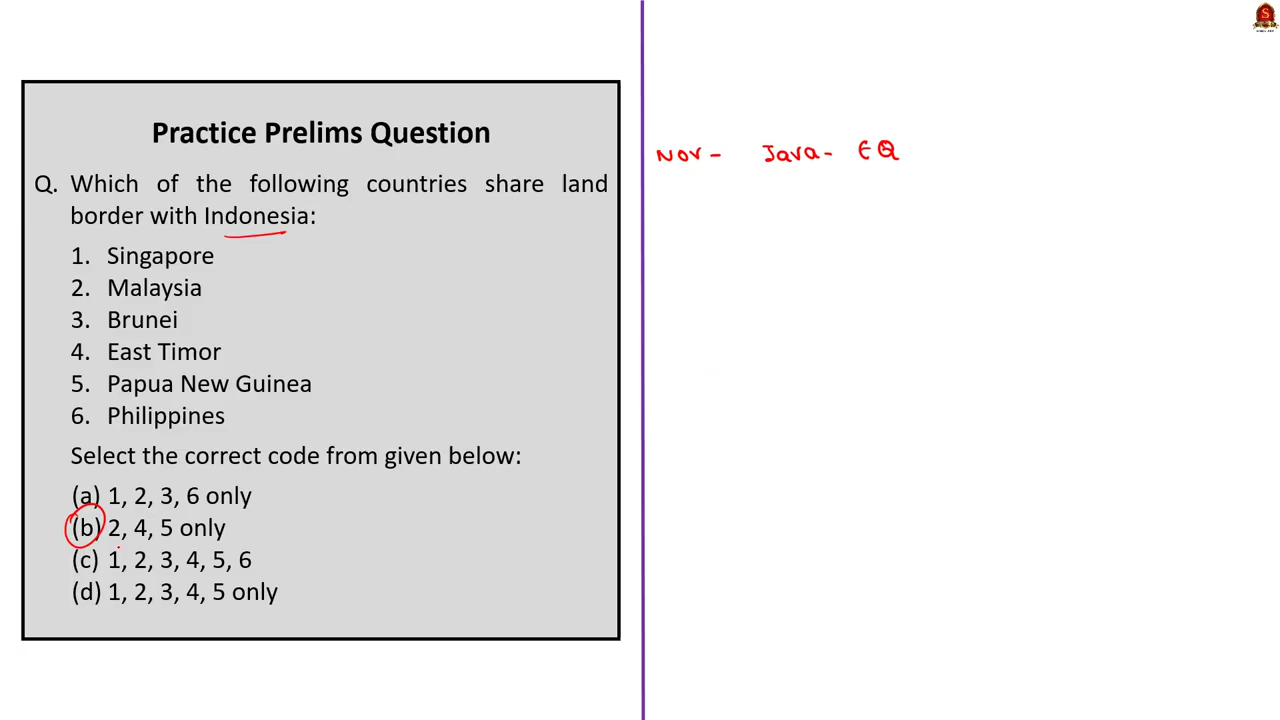 Practice Prelims Question
Q. Which of the following countries share land
border with Indonesia:
1. Singapore
2. Malaysia
3. Brunei
4. East Timor
5. Papua New Guinea
6. Philippines
Select the correct code from given below:
(a) 1, 2, 3, 6 only
(b) 2, 4, 5 only
(c) 1, 2, 3, 4, 5, 6
(d) 1, 2, 3, 4, 5 only
Nov - Java - EQ
S